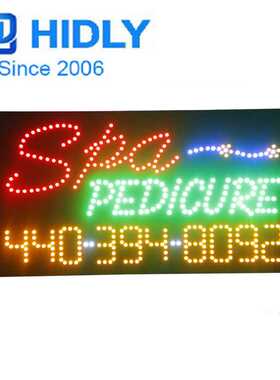 HIDLY
Since 2006
Spa
PEDICURE
440-394-8092